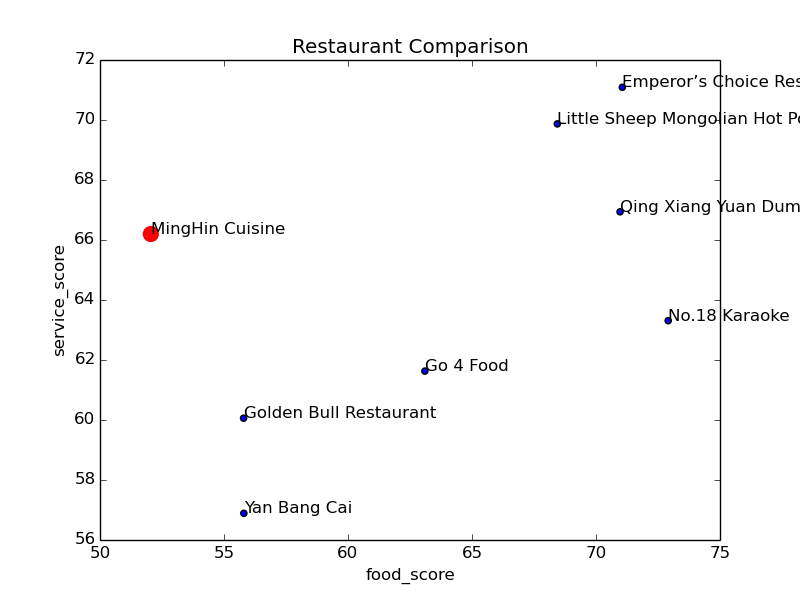 Restaurant Comparison
72
70
68
66
64
62
60
58
56
service_score
Emperor’s Choice Res
Little Sheep Mongolian Hot Po
Qing Xiang Yuan Dum
MingHin Cuisine
No.18 Karaoke
Go 4 Food
Golden Bull Restaurant
Yan Bang Cai
50 55 60 65 70 75
food_score